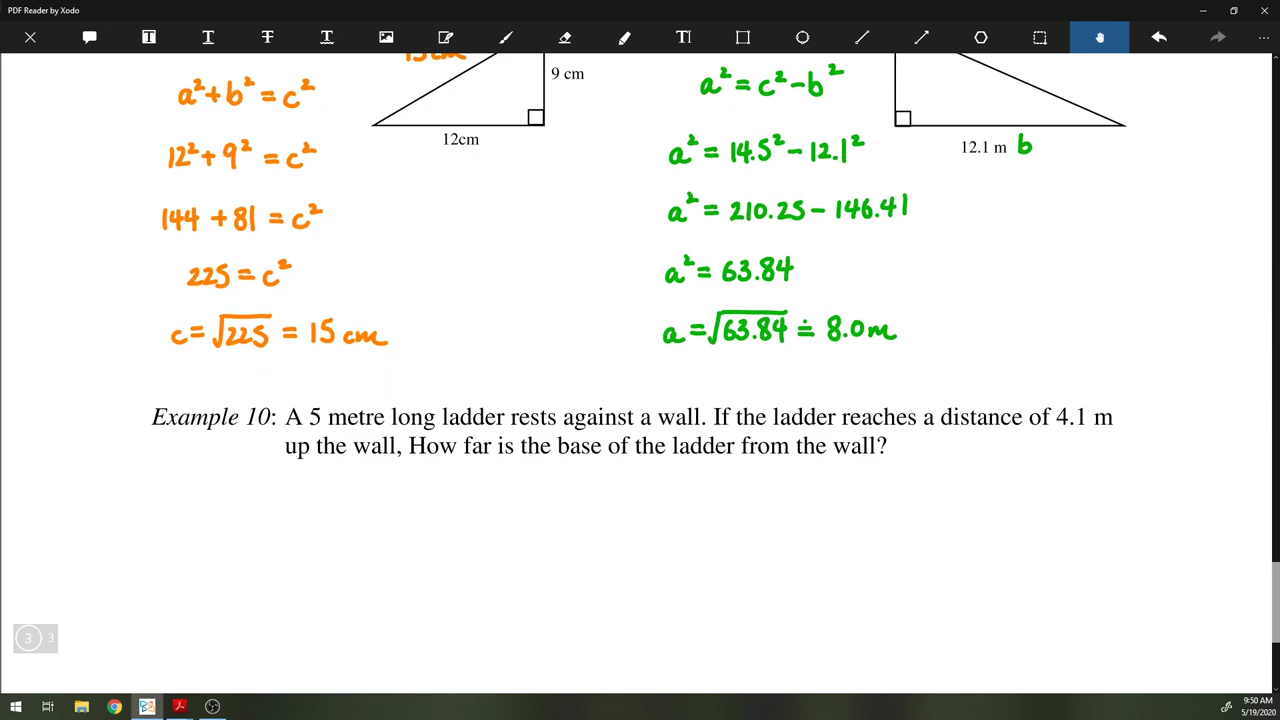 PDF Reader by Xodo
15cm
9 cm
12cm
a² + b² = c²
12² + 9² = c²
144 + 81 = c²
225 = c²
c = √225 = 15 cm
a² = c² - b²
12.1 m b
a² = 14.5² - 12.1²
a² = 210.25 - 146.41
a² = 63.84
a = √63.84 ≐ 8.0m
Example 10: A 5 metre long ladder rests against a wall. If the ladder reaches a distance of 4.1 m
up the wall, How far is the base of the ladder from the wall?
3 3
9:50 AM
5/19/2020